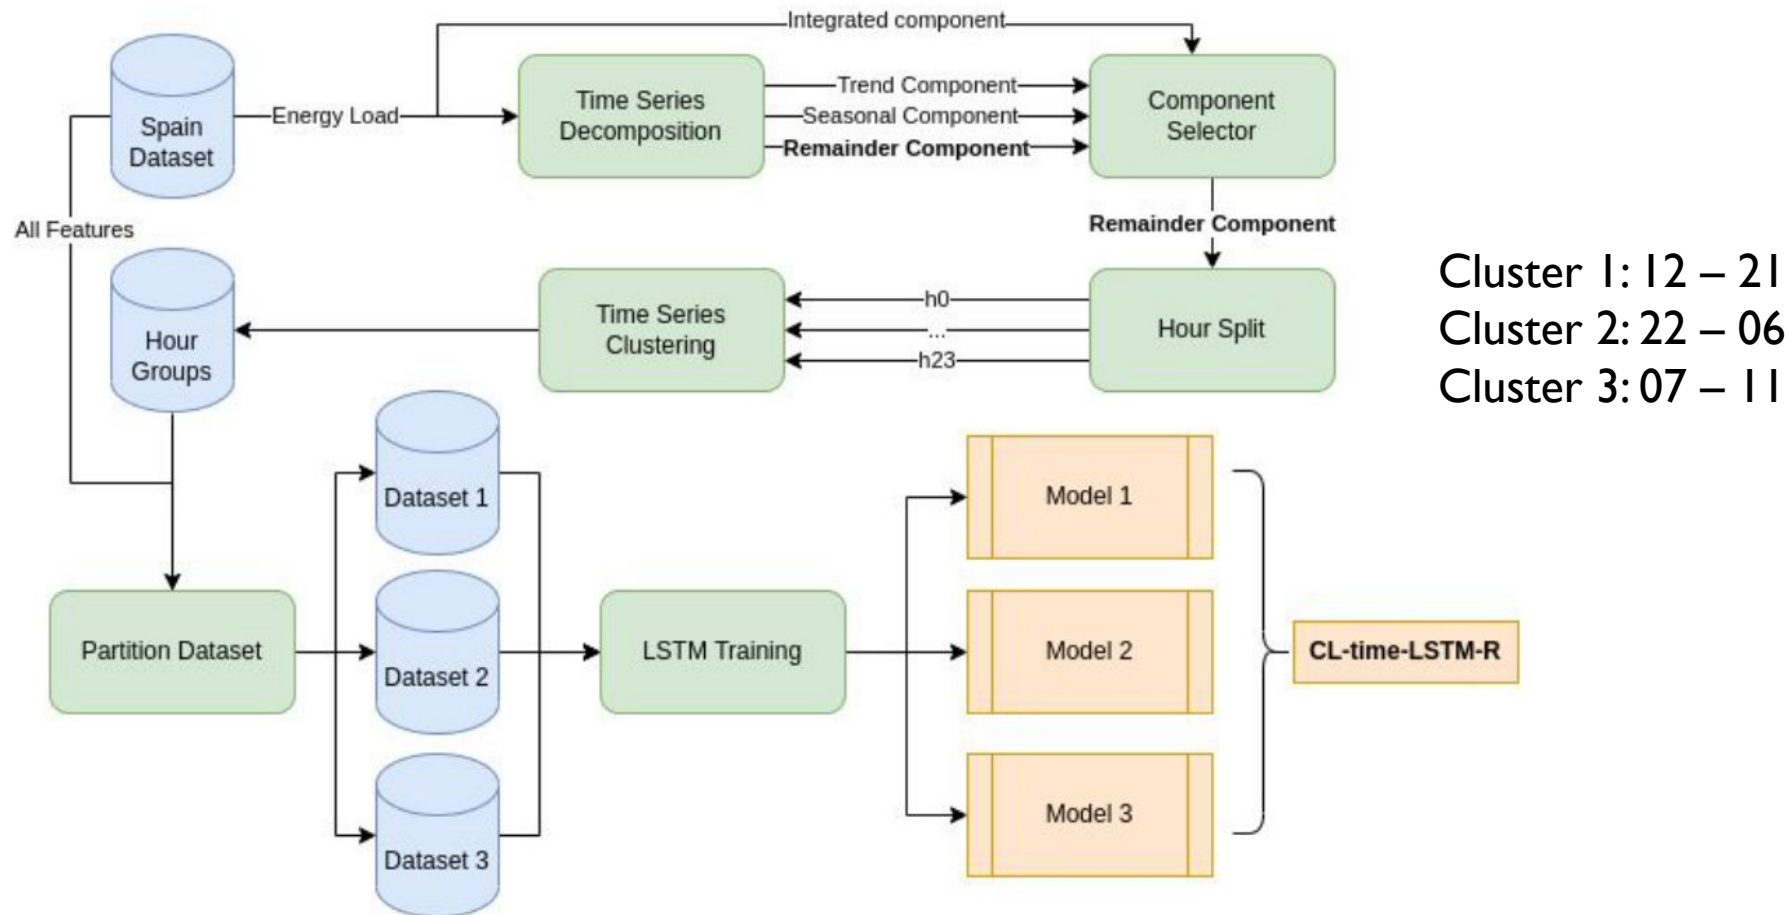 Integrated component
Spain
Dataset
Energy Load
Time Series
Decomposition
Trend Component
Seasonal Component
Remainder Component
Component
Selector
All Features
Remainder Component
Hour
Groups
Time Series
Clustering
h0
...
h23
Hour Split
Cluster 1: 12 – 21
Cluster 2: 22 – 06
Cluster 3: 07 – 11
Partition Dataset
Dataset 1
Dataset 2
Dataset 3
LSTM Training
Model 1
Model 2
Model 3
CL-time-LSTM-R